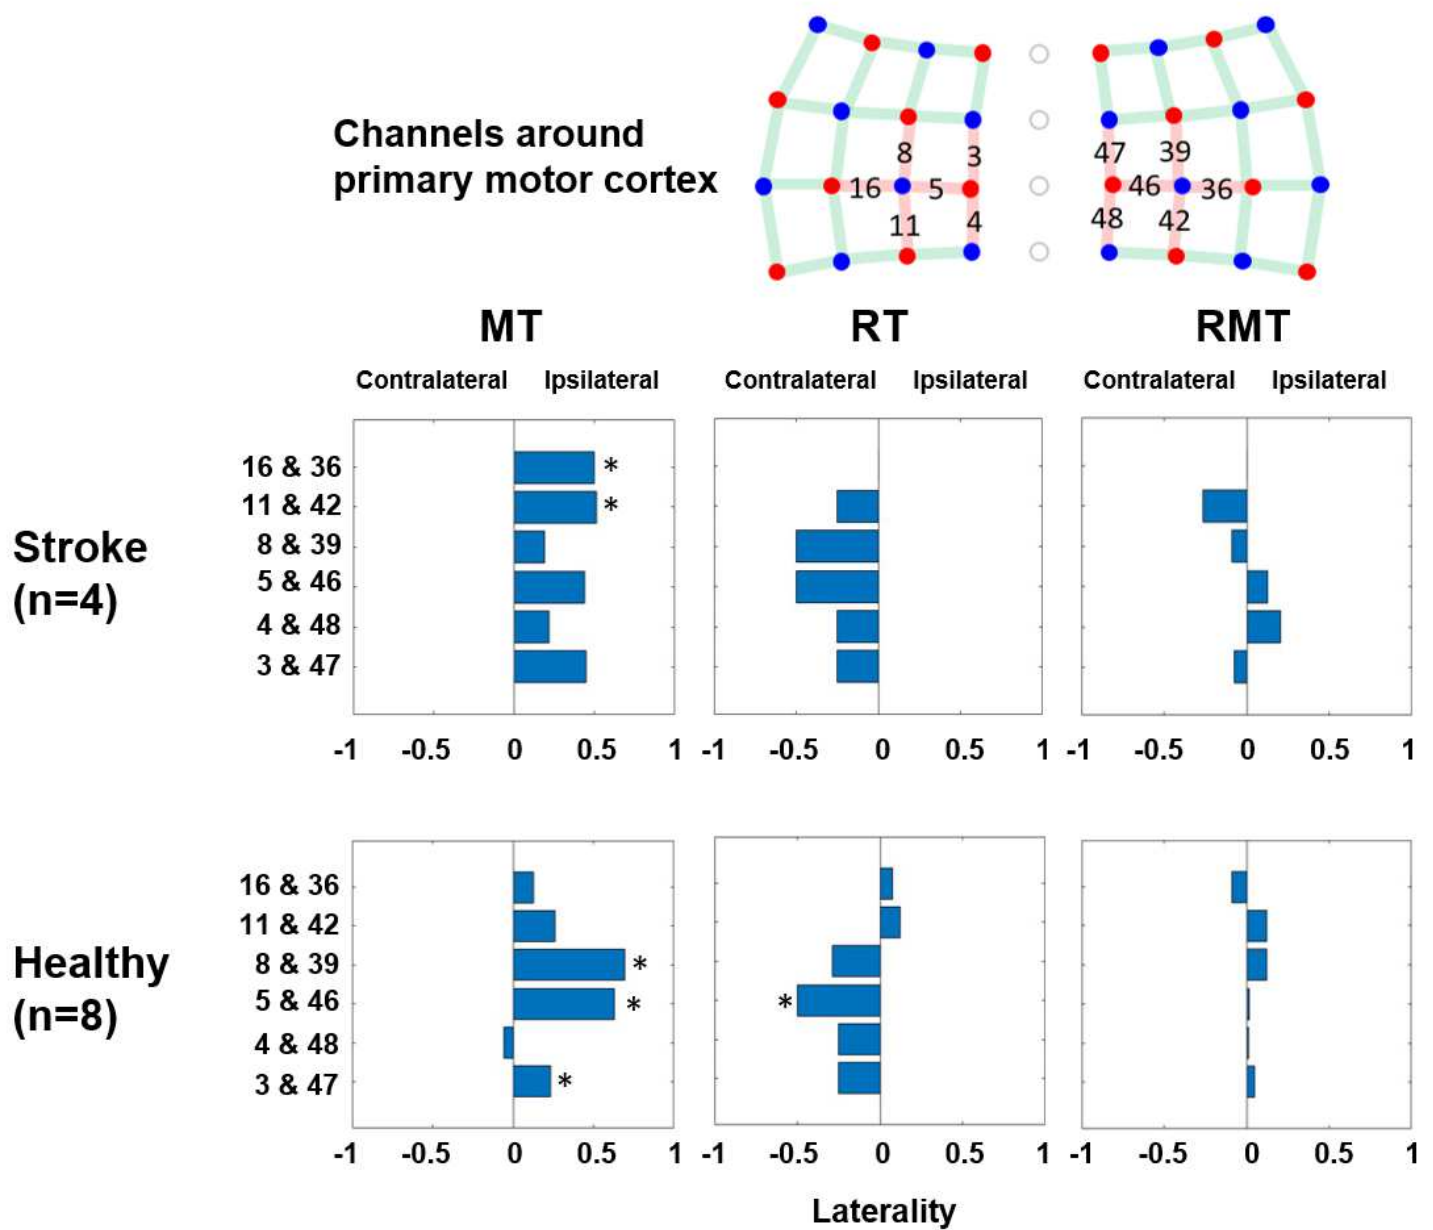 Channels around
primary motor cortex
8 3 47 39
16 5 46 36
11 4 48 42
MT RT RMT
Contralateral Ipsilateral Contralateral Ipsilateral Contralateral Ipsilateral
Stroke
(n=4)
16 & 36 *
11 & 42 *
8 & 39
5 & 46
4 & 48
3 & 47
-1 -0.5 0 0.5 1 -1 -0.5 0 0.5 1 -1 -0.5 0 0.5 1
Healthy
(n=8)
16 & 36
11 & 42
8 & 39 *
5 & 46 * *
4 & 48
3 & 47 *
-1 -0.5 0 0.5 1 -1 -0.5 0 0.5 1 -1 -0.5 0 0.5 1
Laterality